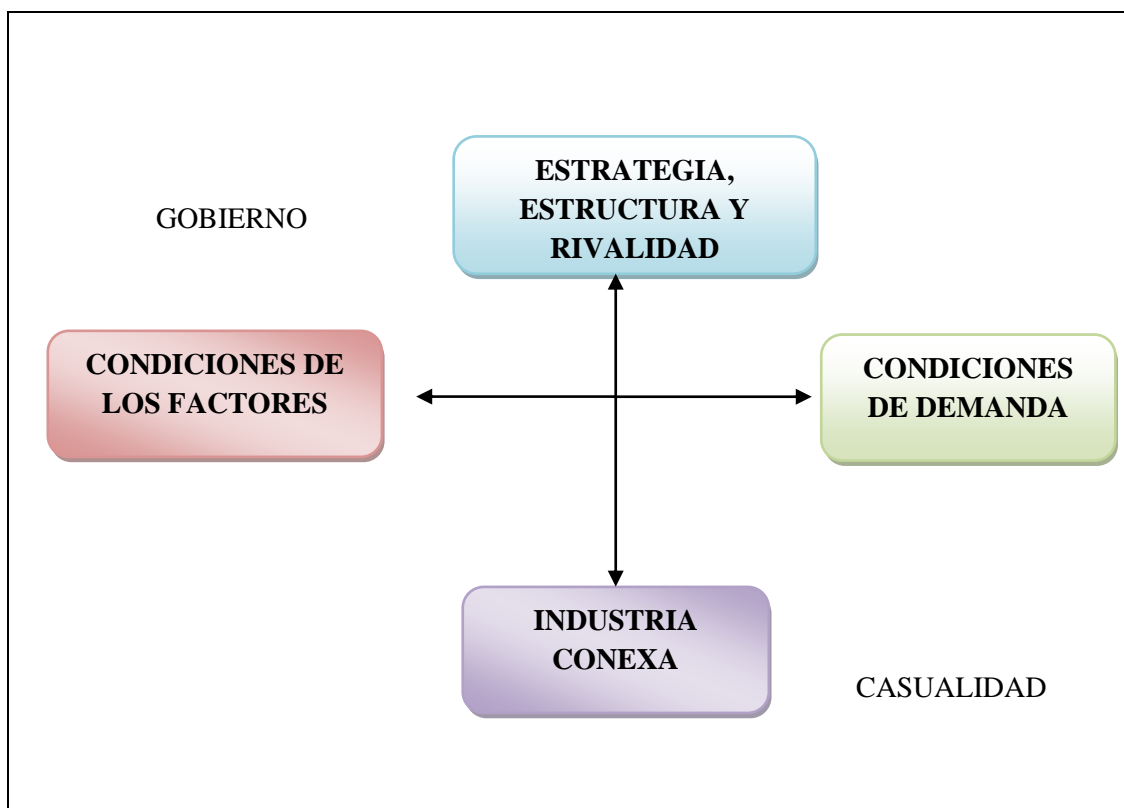 ESTRATEGIA,
ESTRUCTURA Y
RIVALIDAD
GOBIERNO
CONDICIONES DE
LOS FACTORES
CONDICIONES
DE DEMANDA
INDUSTRIA
CONEXA
CASUALIDAD